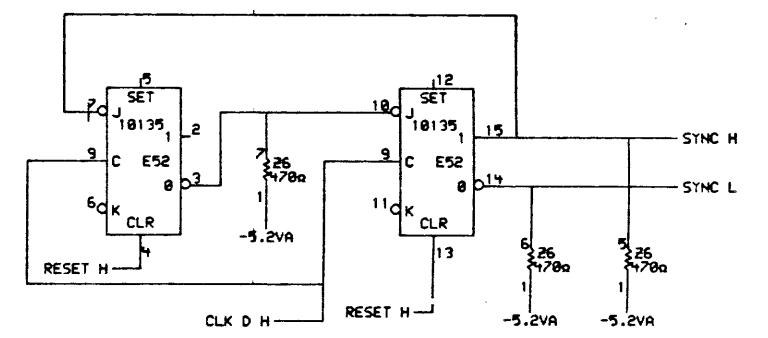 5
SET
7
J
10135
1
2
9
C
E52
0
3
6
K
CLR
4
RESET H
7
26
470Ω
1
-5.2VA
CLK D H
12
SET
10
J
10135
1
15
9
C
E52
0
14
11
K
CLR
13
RESET H
SYNC H
SYNC L
6
26
470Ω
1
-5.2VA
5
26
470Ω
1
-5.2VA